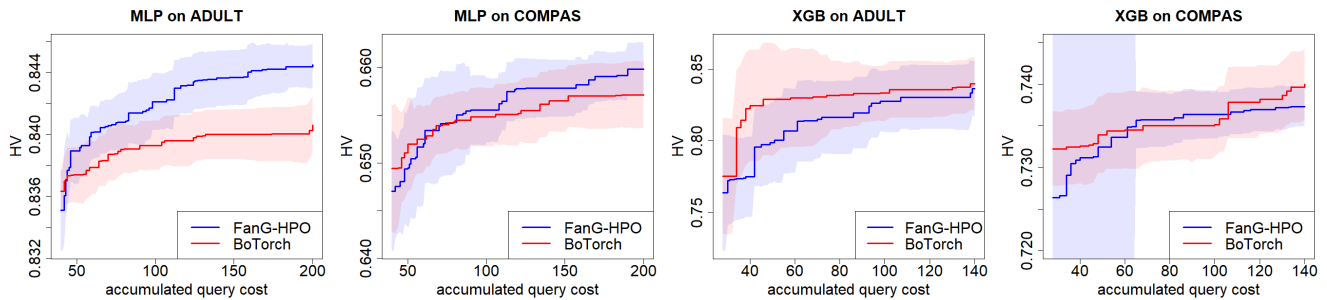 MLP on ADULT
HV
0.832 0.836 0.840 0.844
FanG-HPO
BoTorch
50 100 150 200
accumulated query cost
MLP on COMPAS
HV
0.640 0.650 0.660
FanG-HPO
BoTorch
50 100 150 200
accumulated query cost
XGB on ADULT
HV
0.75 0.80 0.85
FanG-HPO
BoTorch
40 60 80 100 120 140
accumulated query cost
XGB on COMPAS
HV
0.720 0.730 0.740
FanG-HPO
BoTorch
40 60 80 100 120 140
accumulated query cost